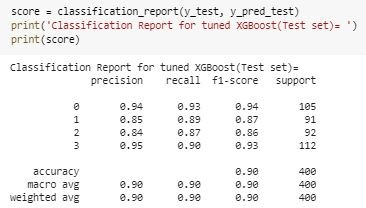 score = classification_report(y_test, y_pred_test)
print('Classification Report for tuned XGBoost(Test set)= ')
print(score)
Classification Report for tuned XGBoost(Test set)=
precision recall f1-score support
0 0.94 0.93 0.94 105
1 0.85 0.89 0.87 91
2 0.84 0.87 0.86 92
3 0.95 0.90 0.93 112
accuracy 0.90 400
macro avg 0.90 0.90 0.90 400
weighted avg 0.90 0.90 0.90 400